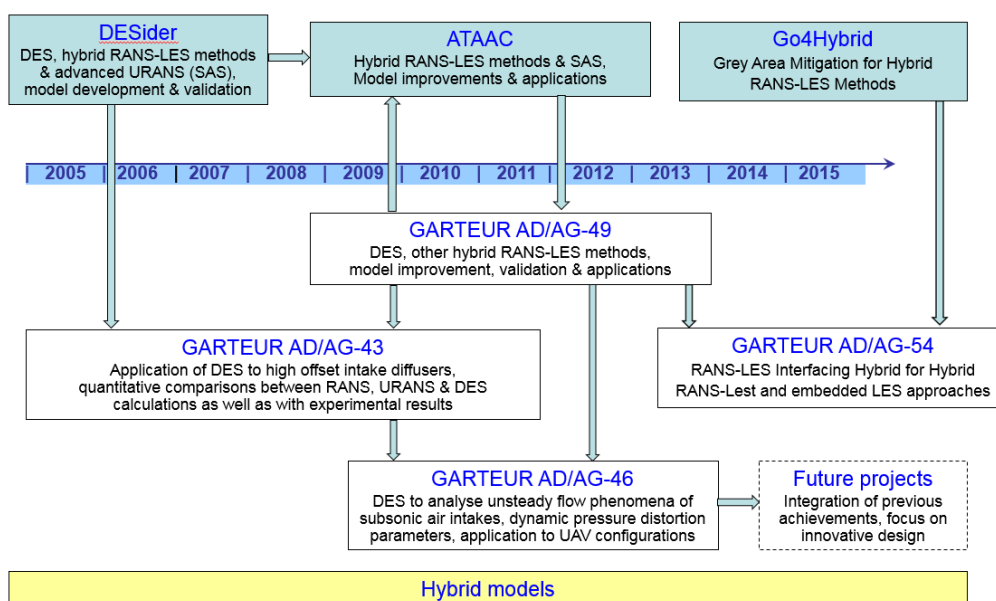 DESider
DES, hybrid RANS-LES methods
& advanced URANS (SAS),
model development & validation
ATAAC
Hybrid RANS-LES methods & SAS,
Model improvements & applications
Go4Hybrid
Grey Area Mitigation for Hybrid
RANS-LES Methods
| 2005 | 2006 | 2007 | 2008 | 2009 | 2010 | 2011 | 2012 | 2013 | 2014 | 2015
GARTEUR AD/AG-49
DES, other hybrid RANS-LES methods,
model improvement, validation & applications
GARTEUR AD/AG-43
Application of DES to high offset intake diffusers,
quantitative comparisons between RANS, URANS & DES
calculations as well as with experimental results
GARTEUR AD/AG-54
RANS-LES Interfacing Hybrid for Hybrid
RANS-Lest and embedded LES approaches
GARTEUR AD/AG-46
DES to analyse unsteady flow phenomena of
subsonic air intakes, dynamic pressure distortion
parameters, application to UAV configurations
Future projects
Integration of previous
achievements, focus on
innovative design
Hybrid models